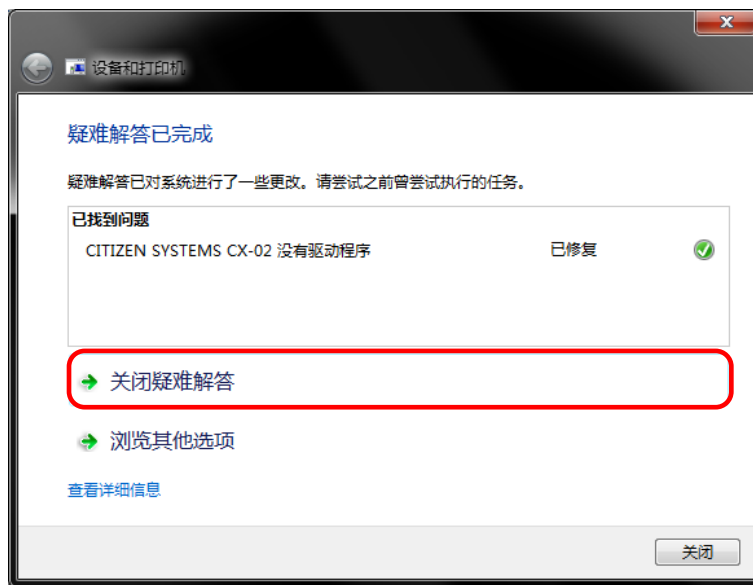 设备和打印机
疑难解答已完成
疑难解答已对系统进行了一些更改。请尝试之前曾尝试执行的任务。
已找到问题
CITIZEN SYSTEMS CX-02 没有驱动程序 已修复
关闭疑难解答
浏览其他选项
查看详细信息
关闭